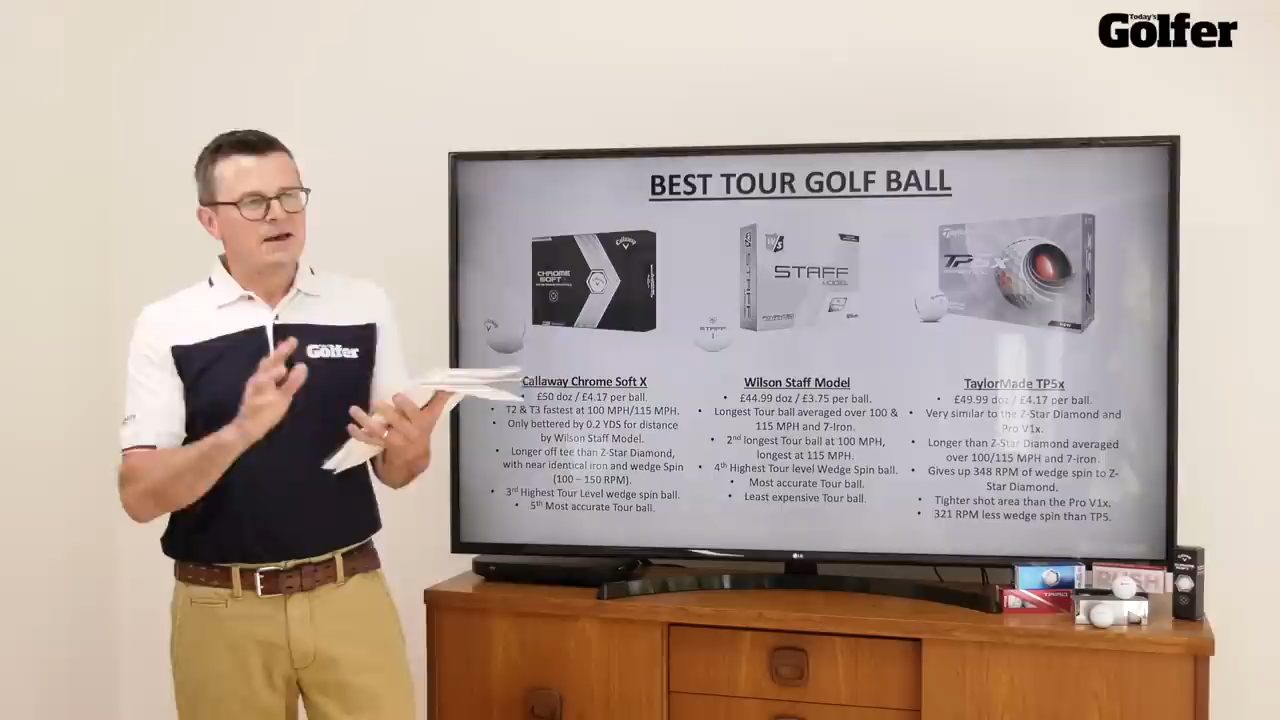 Today's
Golfer
BEST TOUR GOLF BALL
Callaway
CHROME
SOFT
W/S
STAFF
MODEL
TaylorMade
TP5x
STAFF
Callaway Chrome Soft X
£50 doz / £4.17 per ball.
• T2 & T3 fastest at 100 MPH/115 MPH.
• Only bettered by 0.2 YDS for distance
by Wilson Staff Model.
• Longer off tee than Z-Star Diamond,
with near identical iron and wedge Spin
(100 – 150 RPM).
• 3rd Highest Tour Level wedge spin ball.
• 5th Most accurate Tour ball.
Wilson Staff Model
• £44.99 doz / £3.75 per ball.
• Longest Tour ball averaged over 100 &
115 MPH and 7-Iron.
• 2nd longest Tour ball at 100 MPH,
longest at 115 MPH.
• 4th Highest Tour level Wedge Spin ball.
• Most accurate Tour ball.
• Least expensive Tour ball.
TaylorMade TP5x
• £49.99 doz / £4.17 per ball.
• Very similar to the Z-Star Diamond and
Pro V1x.
• Longer than Z-Star Diamond averaged
over 100/115 MPH and 7-iron.
• Gives up 348 RPM of wedge spin to Z-
Star Diamond.
• Tighter shot area than the Pro V1x.
• 321 RPM less wedge spin than TP5.
Golfer
LG
TRIAD